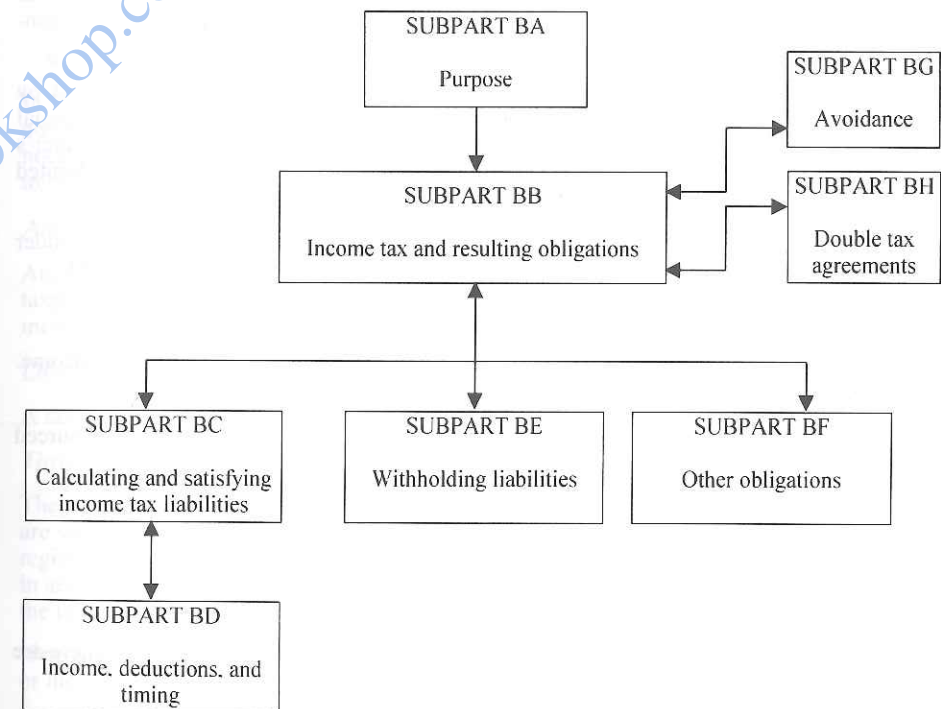 SUBPART BA
Purpose
SUBPART BG
Avoidance
SUBPART BB
Income tax and resulting obligations
SUBPART BH
Double tax
agreements
SUBPART BC
Calculating and satisfying
income tax liabilities
SUBPART BE
Withholding liabilities
SUBPART BF
Other obligations
SUBPART BD
Income, deductions, and
timing